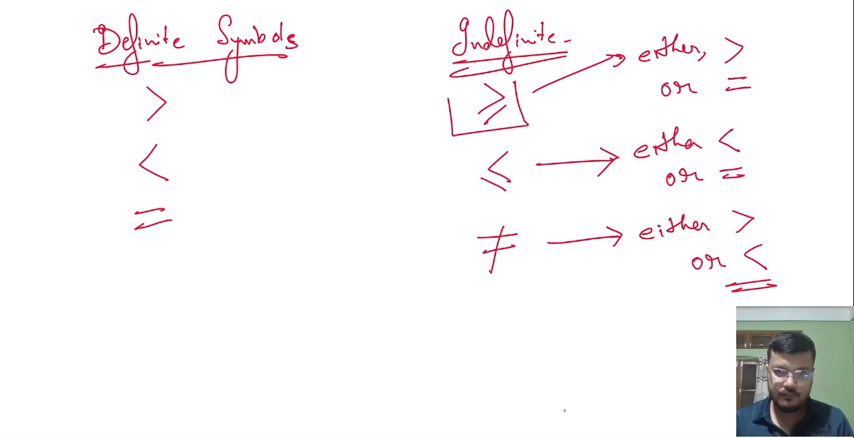 Definite Symbols
>
<
=
Indefinite
≥
either, >
or =
≤
either <
or =
≠
either >
or <